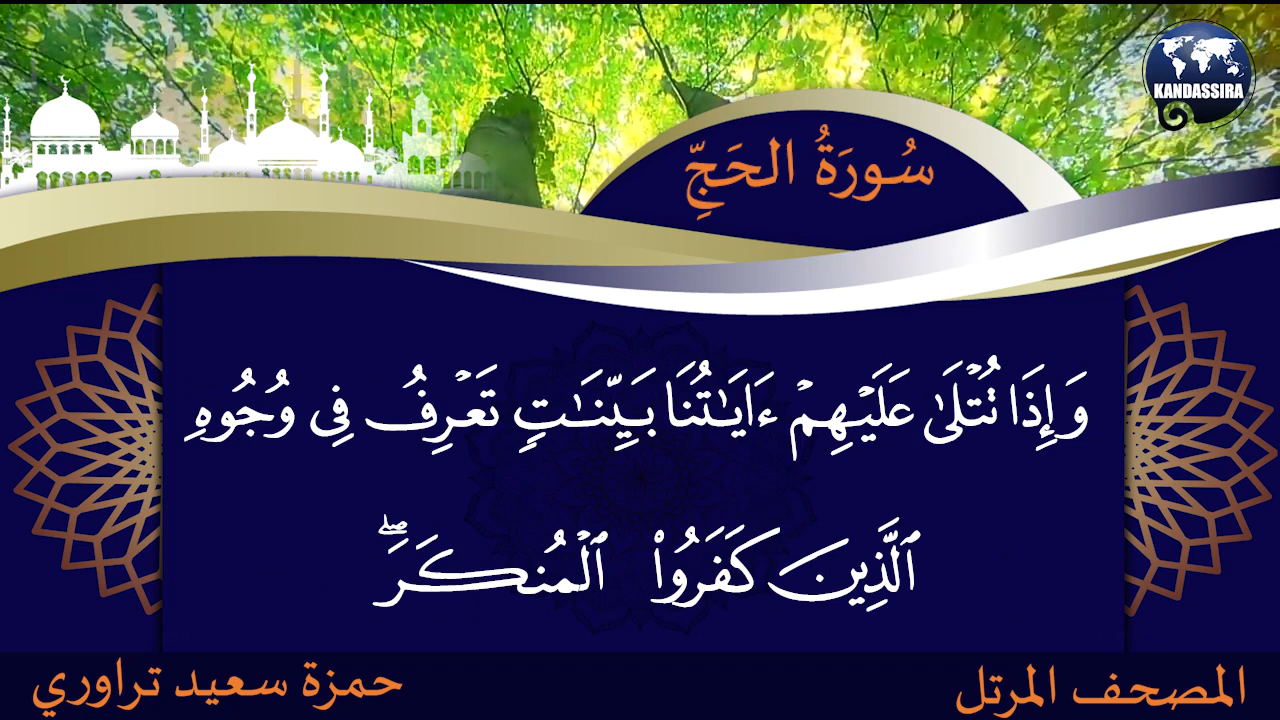 KANDASSIRA
سُورَةُ الحَجِّ
وَإِذَا تُتْلَىٰ عَلَيْهِمْ ءَايَـٰتُنَا بَيِّنَـٰتٍ تَعْرِفُ فِى وُجُوهِ
ٱلَّذِينَ كَفَرُوا۟ ٱلْمُنكَرَ ۖ
المصحف المرتل
حمزة سعيد تراوري